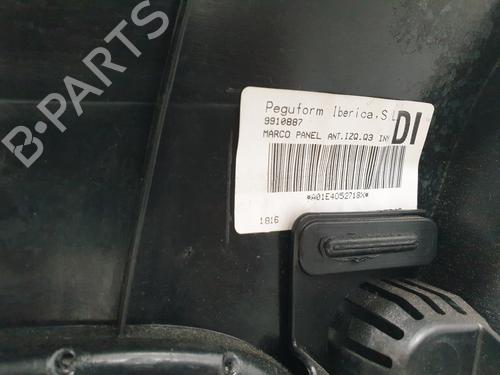 B-Parts
Peguform Iberica,S.L
9910887
MARCO PANEL ANT.IZQ.Q3 INY
DI
*A01E4052718X*
1816